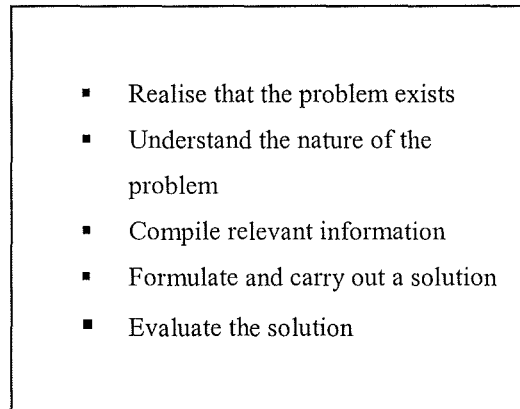 ▪ Realise that the problem exists
▪ Understand the nature of the
problem
▪ Compile relevant information
▪ Formulate and carry out a solution
▪ Evaluate the solution